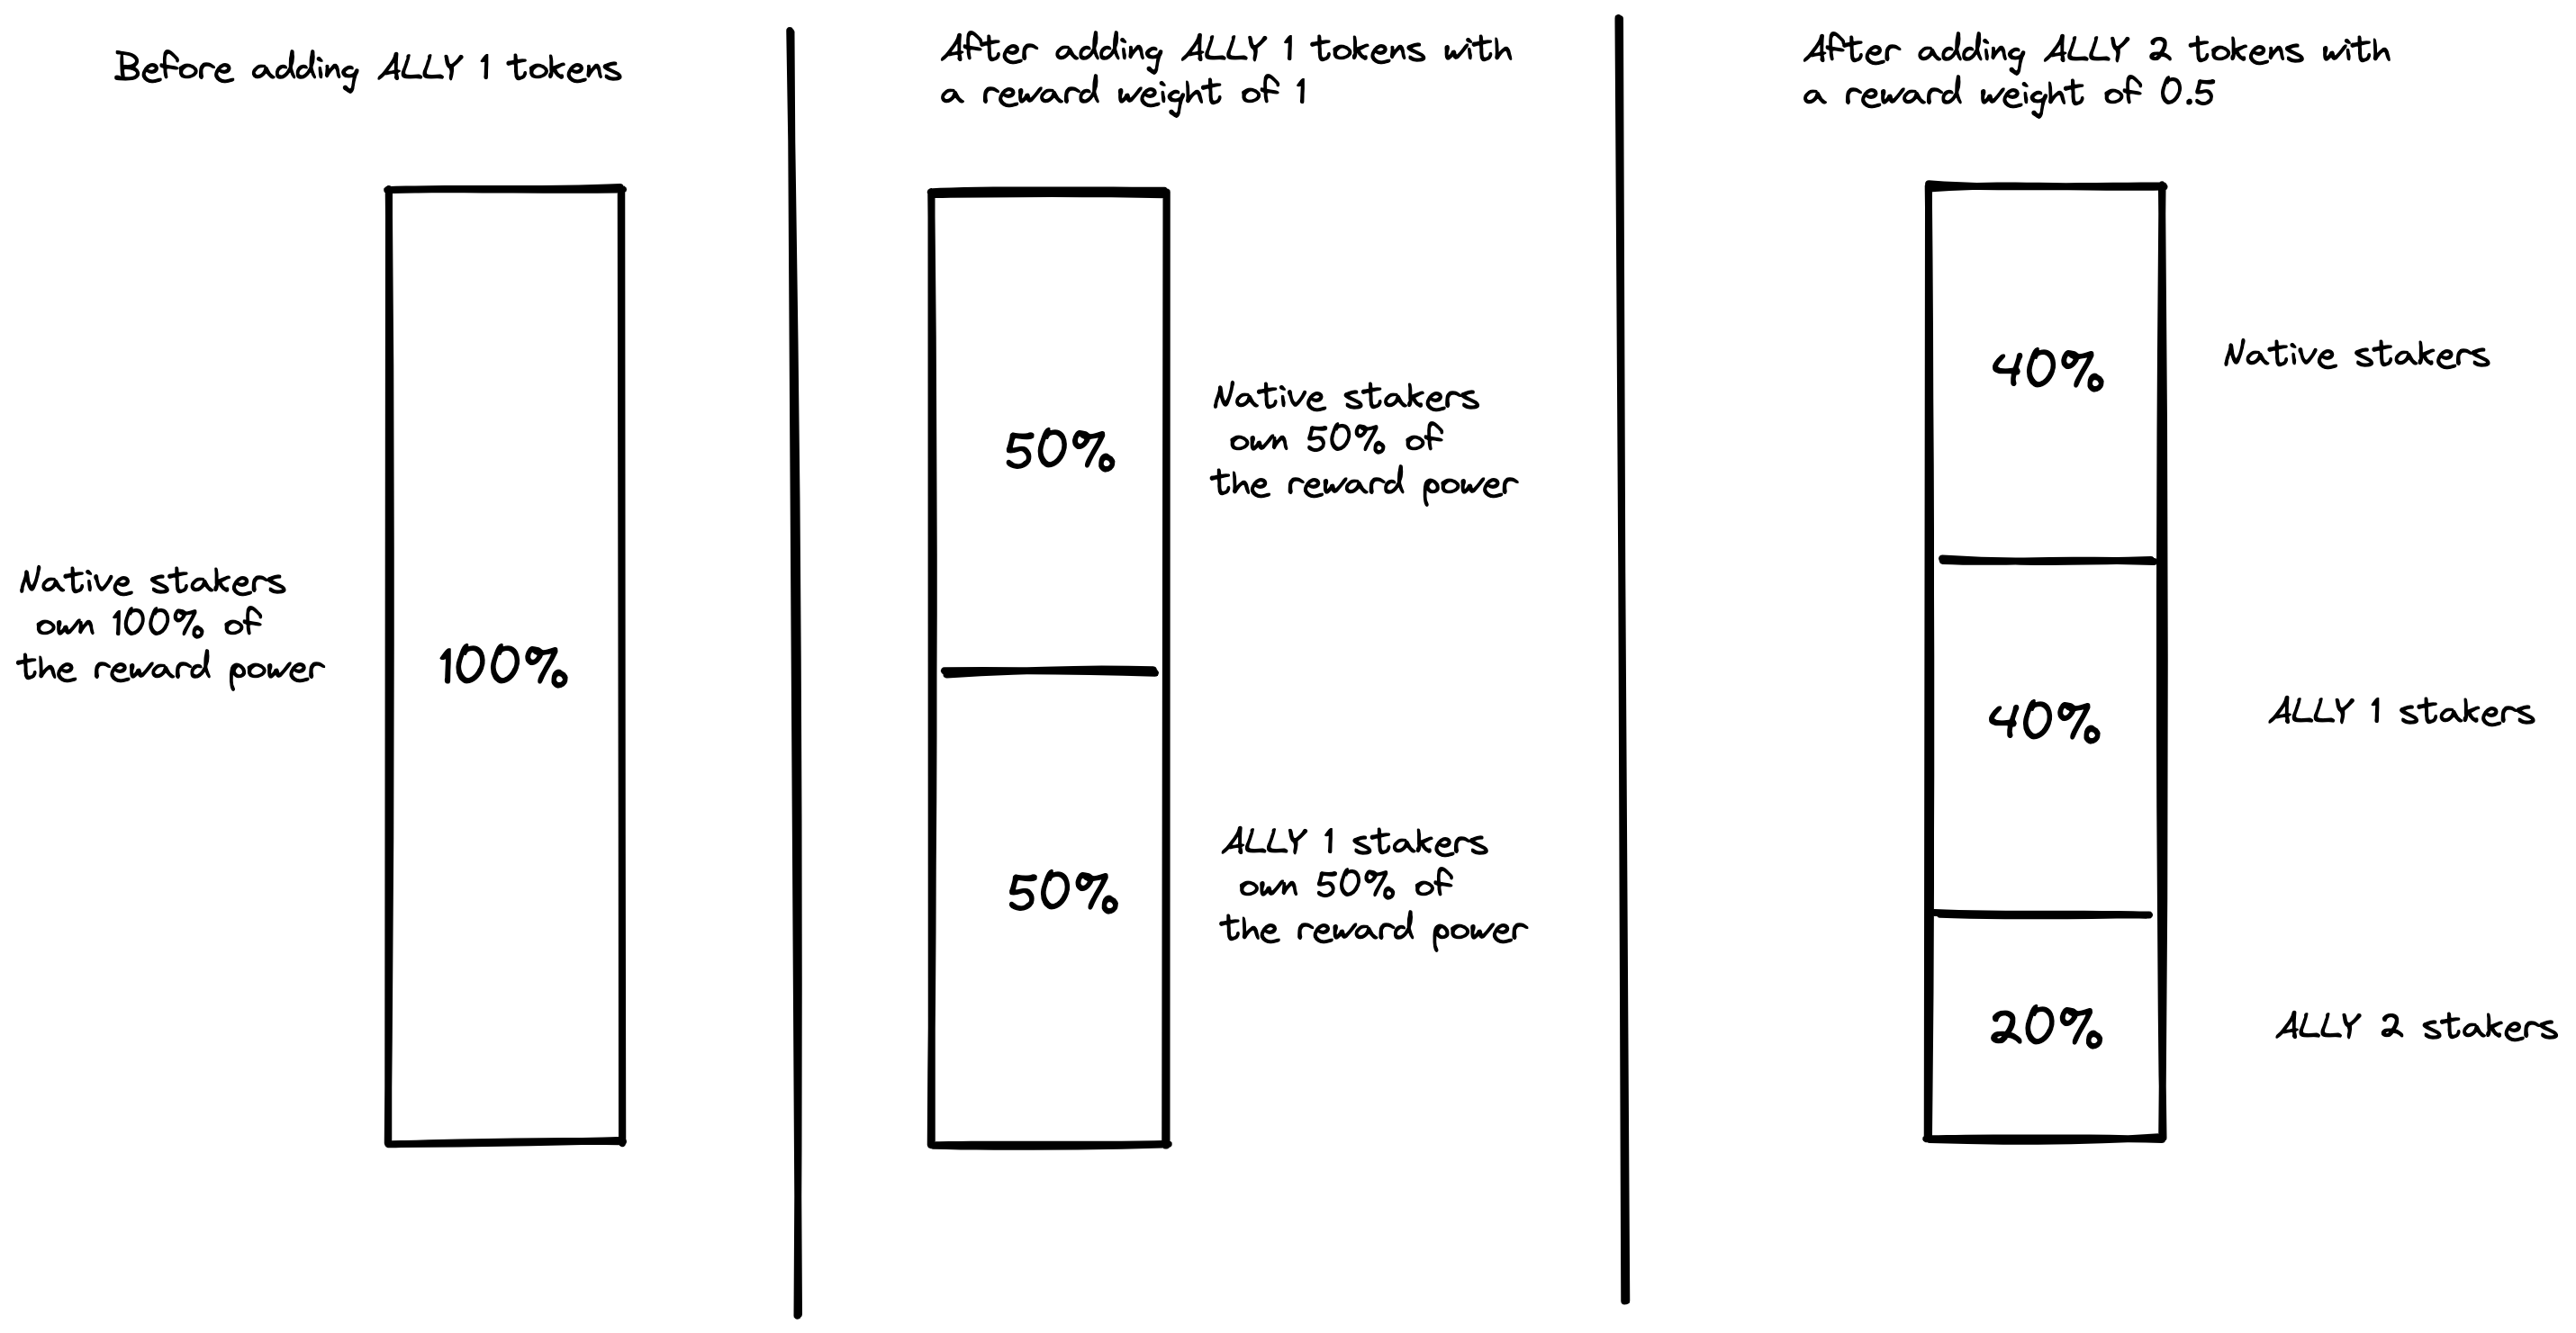 Before adding ALLY 1 tokens
Native stakers
own 100% of
the reward power
100%
After adding ALLY 1 tokens with
a reward weight of 1
50%
Native stakers
own 50% of
the reward power
50%
ALLY 1 stakers
own 50% of
the reward power
After adding ALLY 2 tokens with
a reward weight of 0.5
40%
Native stakers
40%
ALLY 1 stakers
20%
ALLY 2 stakers